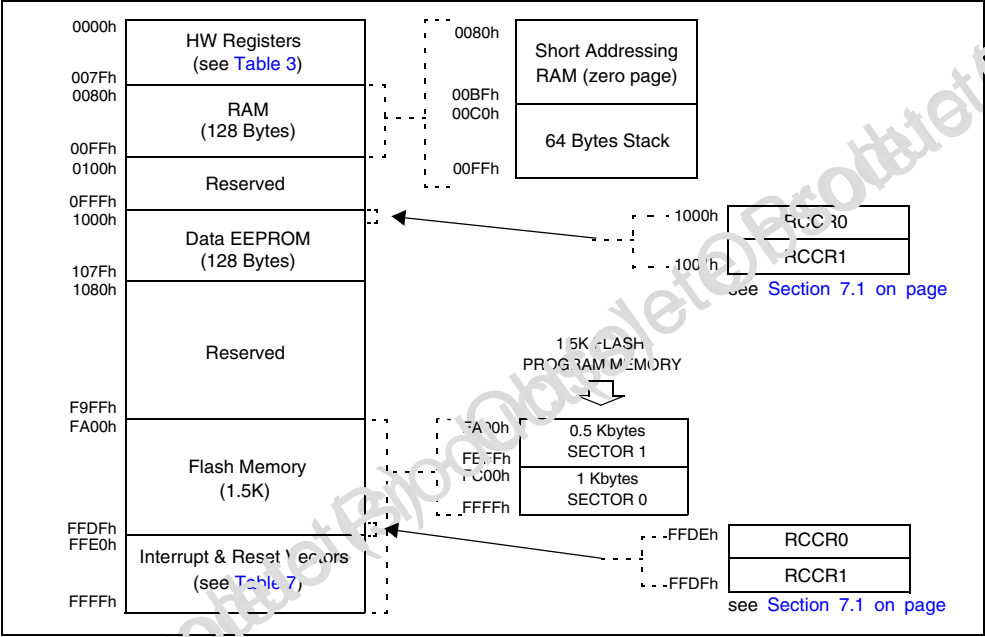 0000h
HW Registers
(see Table 3)
007Fh
0080h
RAM
(128 Bytes)
00FFh
0100h
Reserved
0FFFh
1000h
Data EEPROM
(128 Bytes)
107Fh
1080h
Reserved
F9FFh
FA00h
Flash Memory
(1.5K)
FFDFh
FFE0h
Interrupt & Reset Vectors
(see Table 7)
FFFFh
0080h
Short Addressing
RAM (zero page)
00BFh
00C0h
64 Bytes Stack
00FFh
1000h
RCCR0
1001h
RCCR1
see Section 7.1 on page
1.5K FLASH
PROGRAM MEMORY
FA00h
0.5 Kbytes
SECTOR 1
FBFFh
FC00h
1 Kbytes
SECTOR 0
FFFFh
FFDEh
RCCR0
FFDFh
RCCR1
see Section 7.1 on page